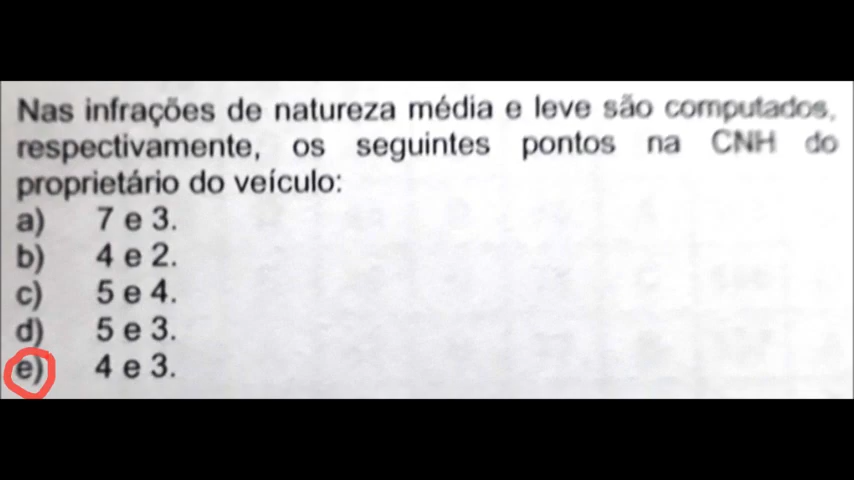 Nas infrações de natureza média e leve são computados,
respectivamente, os seguintes pontos na CNH do
proprietário do veículo:
a) 7 e 3.
b) 4 e 2.
c) 5 e 4.
d) 5 e 3.
e) 4 e 3.